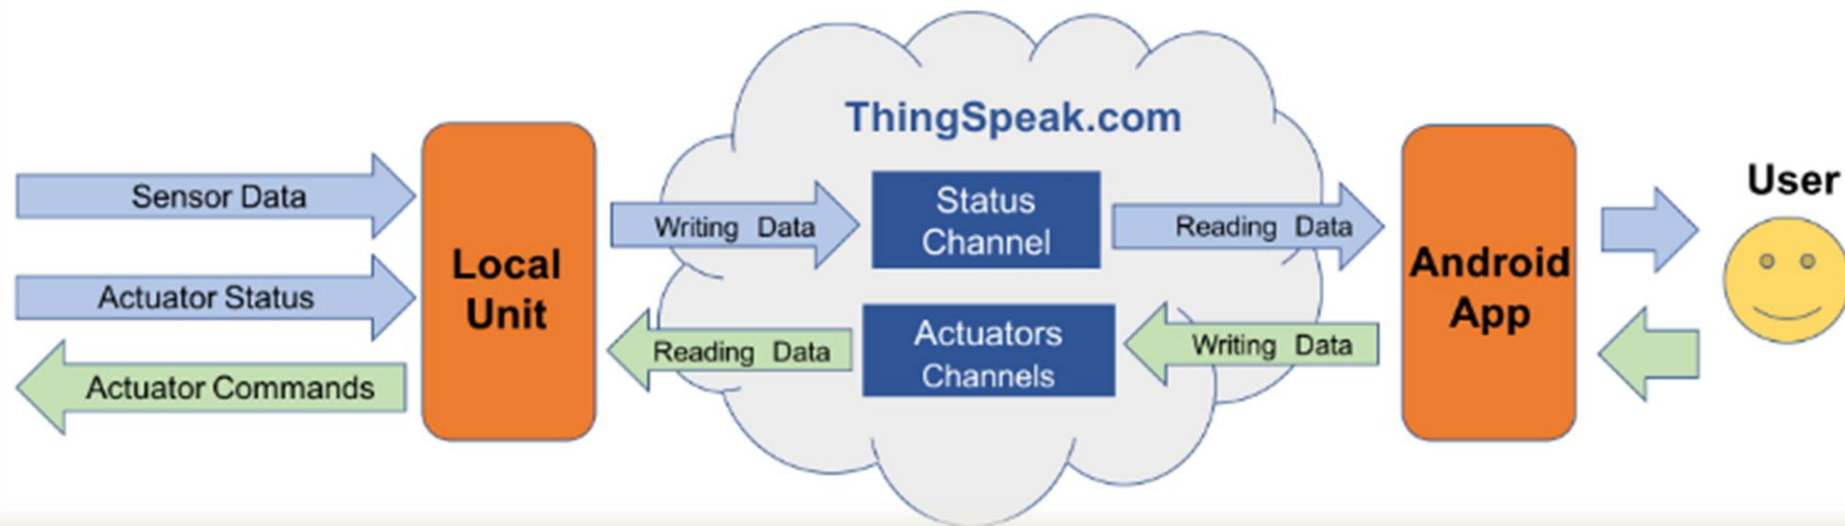 ThingSpeak.com
Sensor Data
Actuator Status
Actuator Commands
Local
Unit
Writing Data
Reading Data
Status
Channel
Actuators
Channels
Reading Data
Writing Data
Android
App
User